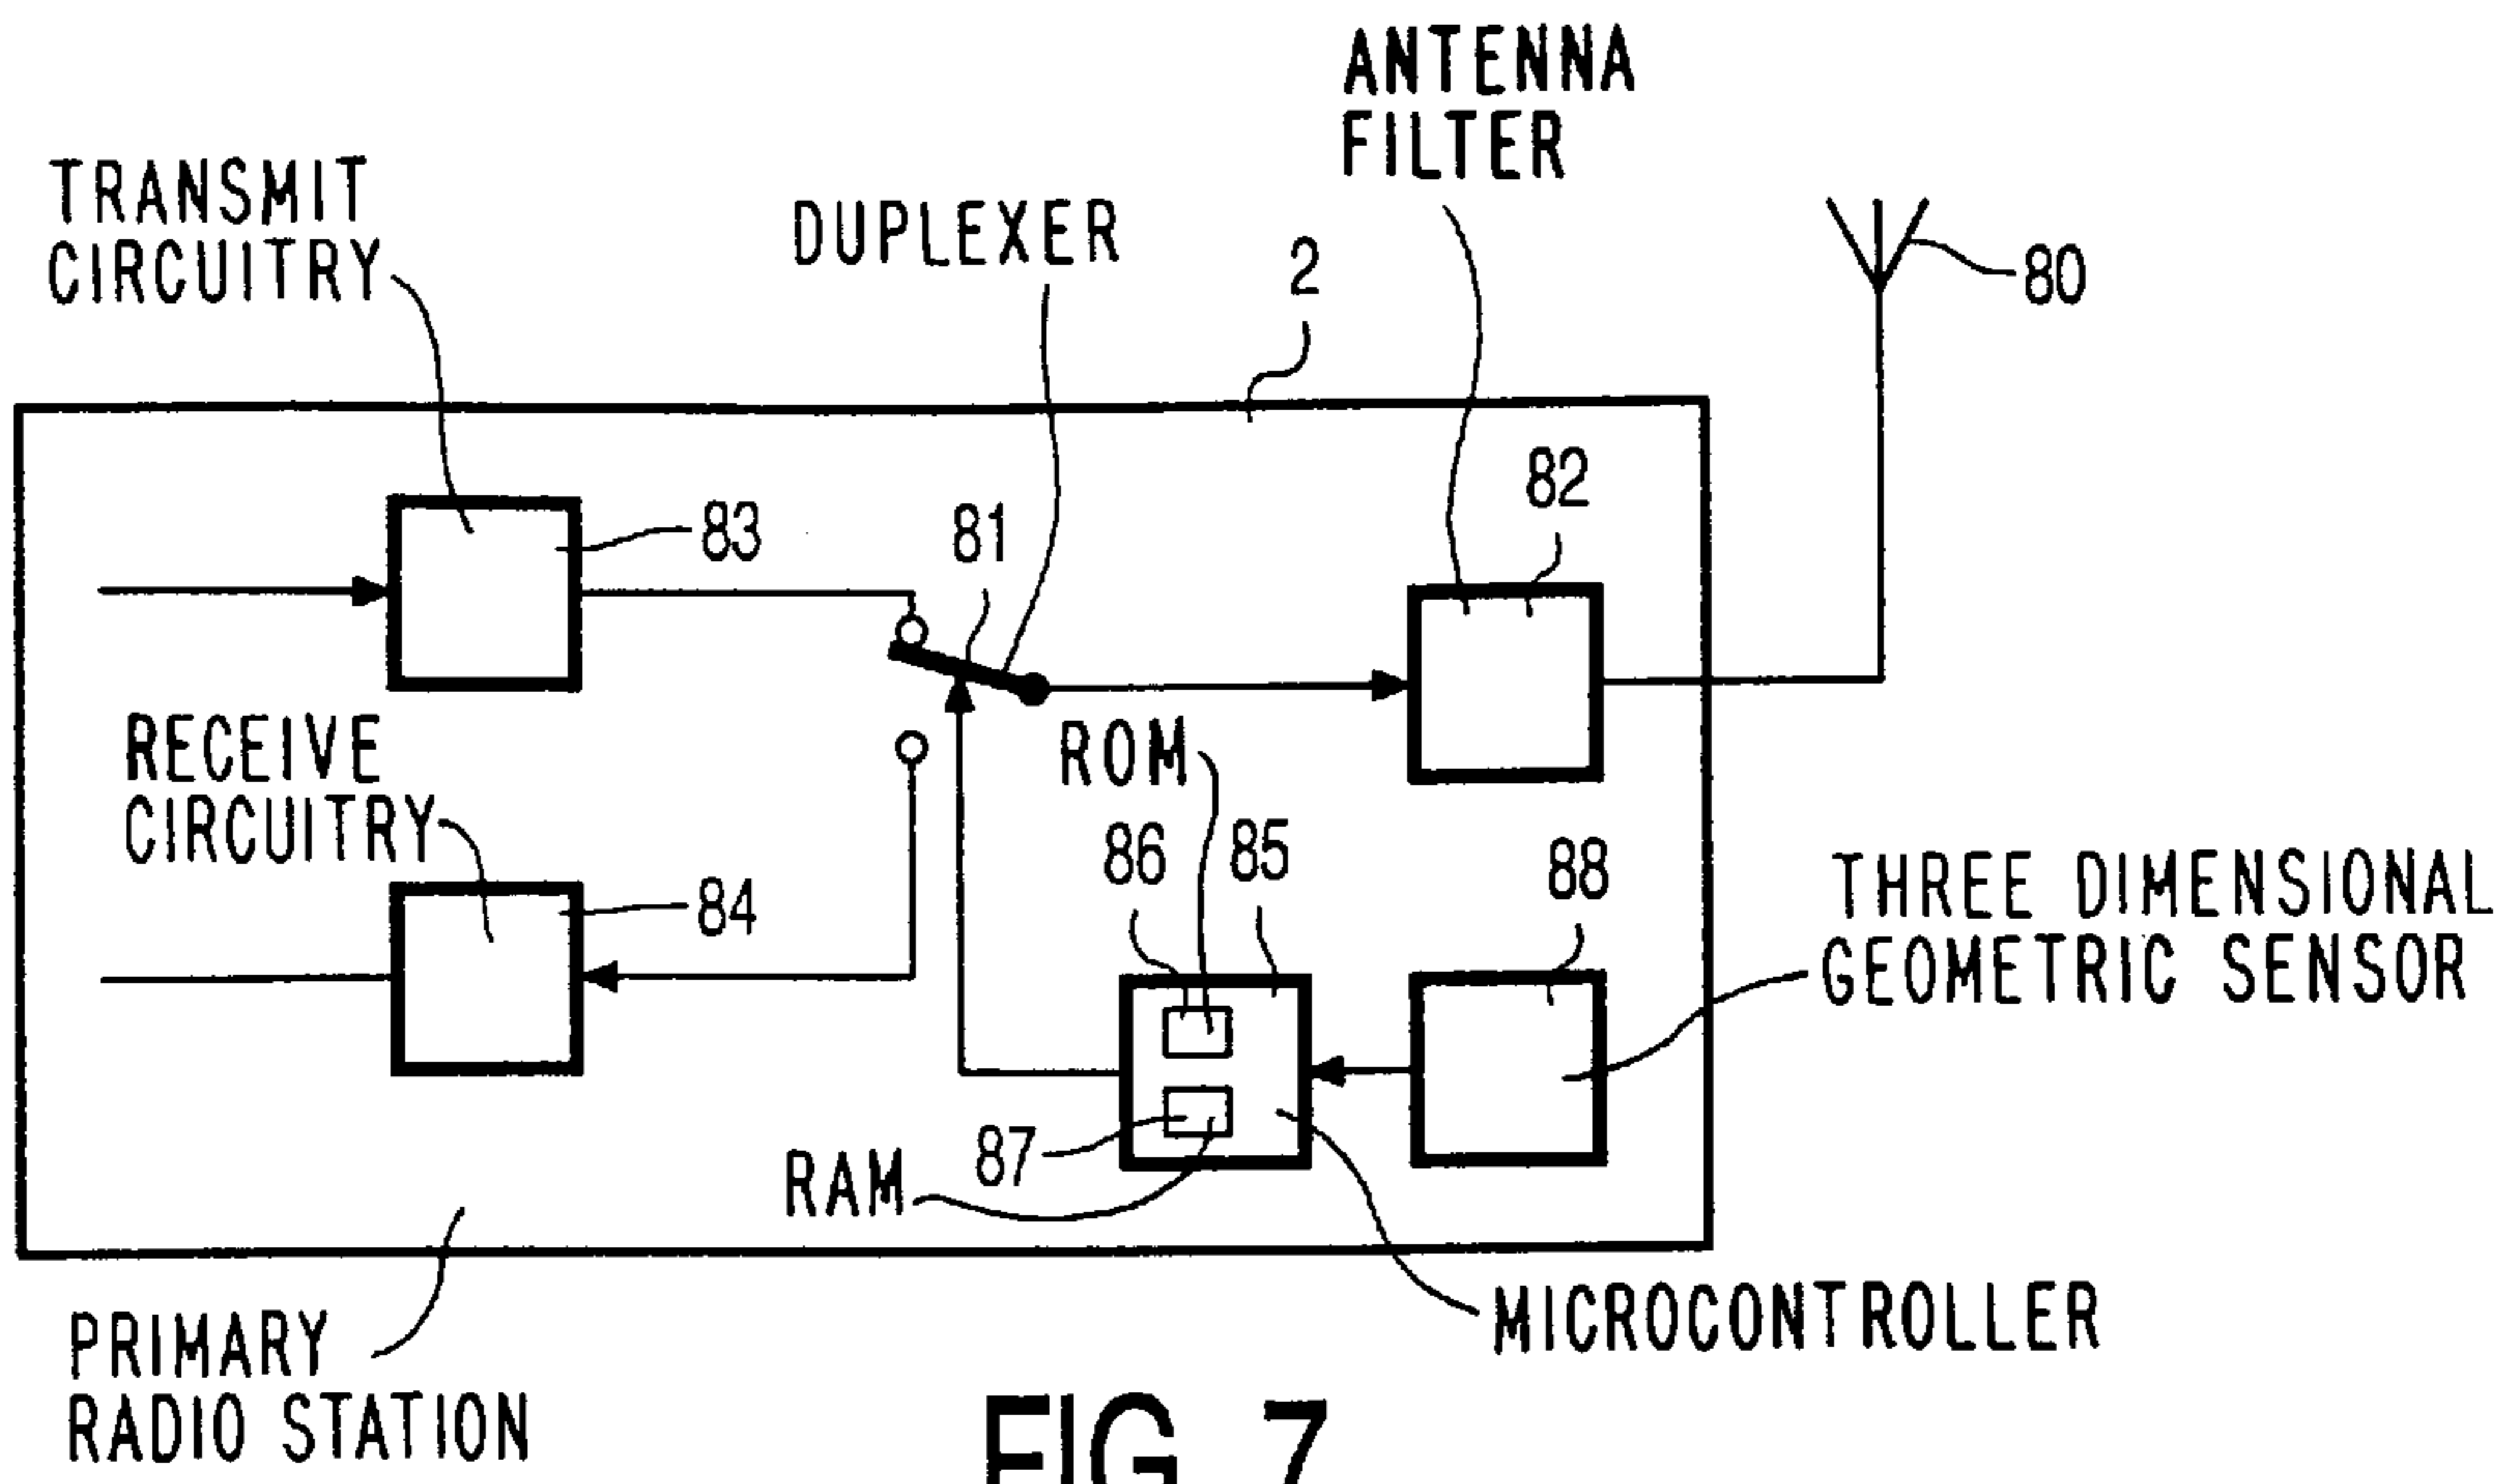 ANTENNA
FILTER
TRANSMIT
CIRCUITRY
DUPLEXER
2
80
82
83
81
RECEIVE
CIRCUITRY
ROM
86
85
88
84
THREE DIMENSIONAL
GEOMETRIC SENSOR
87
RAM
MICROCONTROLLER
PRIMARY
RADIO STATION
FIG 7